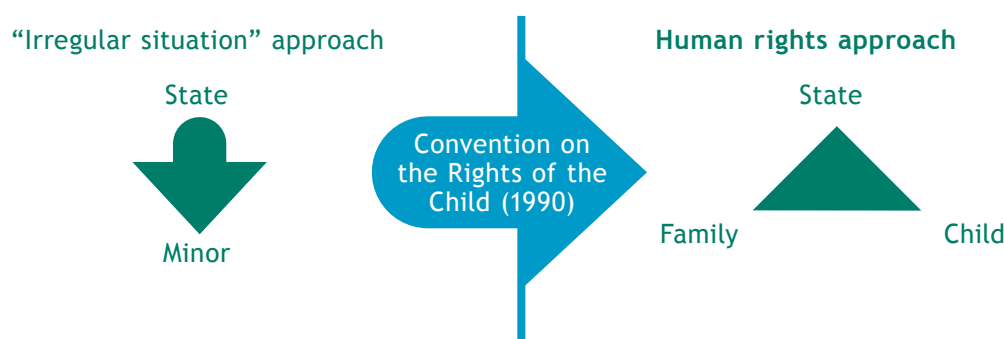 “Irregular situation” approach
State
Minor
Convention on
the Rights of the
Child (1990)
Human rights approach
State
Family
Child